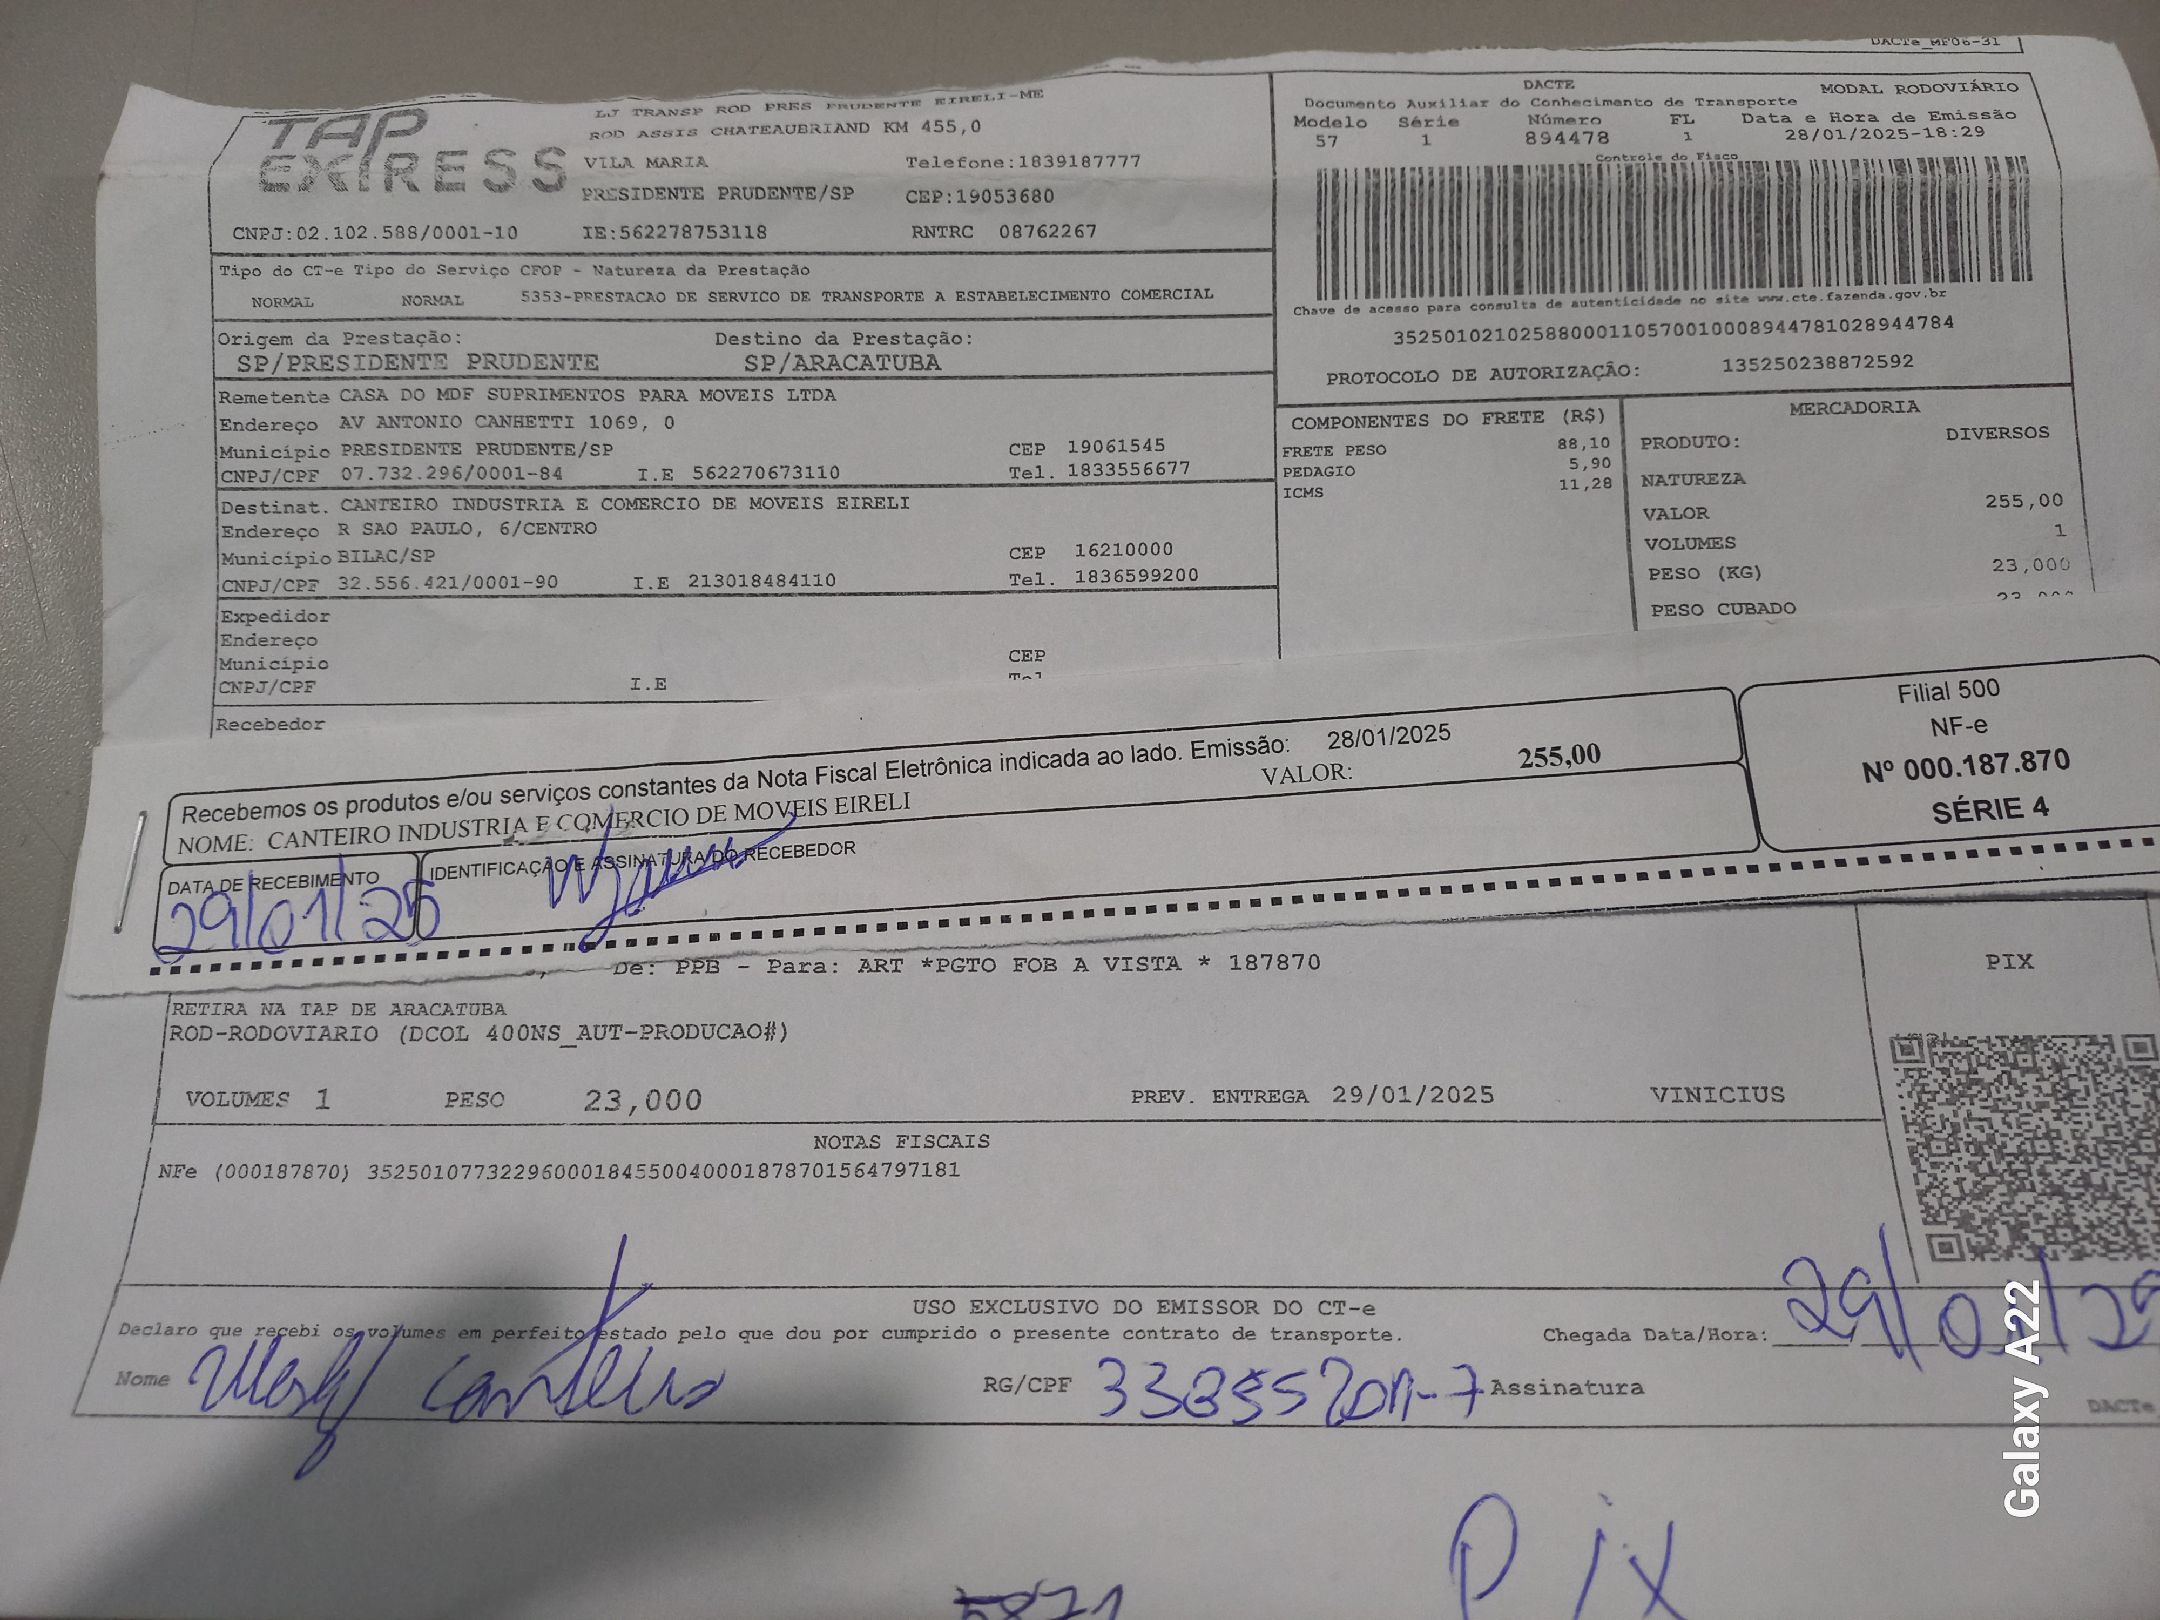 DACTe_MF06-31
TAP EXPRESS
LJ TRANSP ROD PRES PRUDENTE EIRELI-ME
ROD ASSIS CHATEAUBRIAND KM 455,0
VILA MARIA Telefone:1839187777
PRESIDENTE PRUDENTE/SP CEP:19053680
CNPJ:02.102.588/0001-10 IE:562278753118 RNTRC 08762267
DACTE MODAL RODOVIÁRIO
Documento Auxiliar do Conhecimento de Transporte
Modelo Série Número FL Data e Hora de Emissão
57 1 894478 1 28/01/2025-18:29
Controle do Fisco
Chave de acesso para consulta de autenticidade no site www.cte.fazenda.gov.br
35250102102588000110570010008944781028944784
PROTOCOLO DE AUTORIZAÇÃO: 135250238872592
Tipo do CT-e Tipo do Serviço CFOP - Natureza da Prestação
NORMAL NORMAL 5353-PRESTACAO DE SERVICO DE TRANSPORTE A ESTABELECIMENTO COMERCIAL
Origem da Prestação: Destino da Prestação:
SP/PRESIDENTE PRUDENTE SP/ARACATUBA
Remetente CASA DO MDF SUPRIMENTOS PARA MOVEIS LTDA
Endereço AV ANTONIO CANHETTI 1069, 0
Município PRESIDENTE PRUDENTE/SP CEP 19061545
CNPJ/CPF 07.732.296/0001-84 I.E 562270673110 Tel. 1833556677
Destinat. CANTEIRO INDUSTRIA E COMERCIO DE MOVEIS EIRELI
Endereço R SAO PAULO, 6/CENTRO
Município BILAC/SP CEP 16210000
CNPJ/CPF 32.556.421/0001-90 I.E 213018484110 Tel. 1836599200
Expedidor
Endereço
Município CEP
CNPJ/CPF I.E Tel
Recebedor
COMPONENTES DO FRETE (R$)
FRETE PESO 88,10
PEDAGIO 5,90
ICMS 11,28
MERCADORIA
PRODUTO: DIVERSOS
NATUREZA
VALOR 255,00
VOLUMES 1
PESO (KG) 23,000
PESO CUBADO 23,000
Recebemos os produtos e/ou serviços constantes da Nota Fiscal Eletrônica indicada ao lado. Emissão: 28/01/2025
NOME: CANTEIRO INDUSTRIA E COMERCIO DE MOVEIS EIRELI VALOR: 255,00
DATA DE RECEBIMENTO IDENTIFICAÇÃO E ASSINATURA DO RECEBEDOR
29/01/25
Filial 500
NF-e
Nº 000.187.870
SÉRIE 4
De: PPB - Para: ART *PGTO FOB A VISTA * 187870
RETIRA NA TAP DE ARACATUBA
ROD-RODOVIARIO (DCOL 400NS_AUT-PRODUCAO#)
VOLUMES 1 PESO 23,000 PREV. ENTREGA 29/01/2025 VINICIUS
PIX
NOTAS FISCAIS
NFe (000187870) 35250107732296000184550040001878701564797181
USO EXCLUSIVO DO EMISSOR DO CT-e
Declaro que recebi os volumes em perfeito estado pelo que dou por cumprido o presente contrato de transporte. Chegada Data/Hora: 29/01/2
Nome Canteiro RG/CPF Assinatura
DACTe
Pix
5871
Galaxy A22